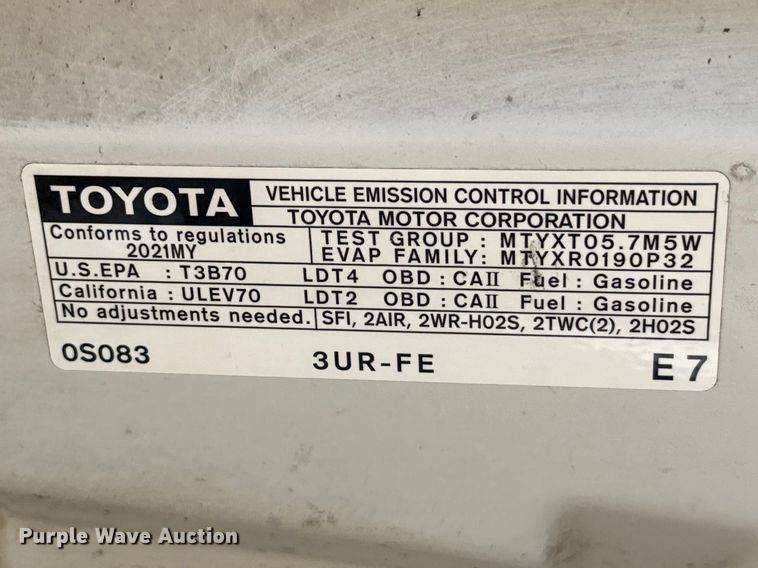 TOYOTA
VEHICLE EMISSION CONTROL INFORMATION
TOYOTA MOTOR CORPORATION
Conforms to regulations
2021MY
TEST GROUP : MTYXT05.7M5W
EVAP FAMILY: MTYXR0190P32
U.S.EPA : T3B70 LDT4 OBD : CAII Fuel : Gasoline
California : ULEV70 LDT2 OBD : CAII Fuel : Gasoline
No adjustments needed. SFI, 2AIR, 2WR-HO2S, 2TWC(2), 2HO2S
0S083 3UR-FE E 7
Purple Wave Auction